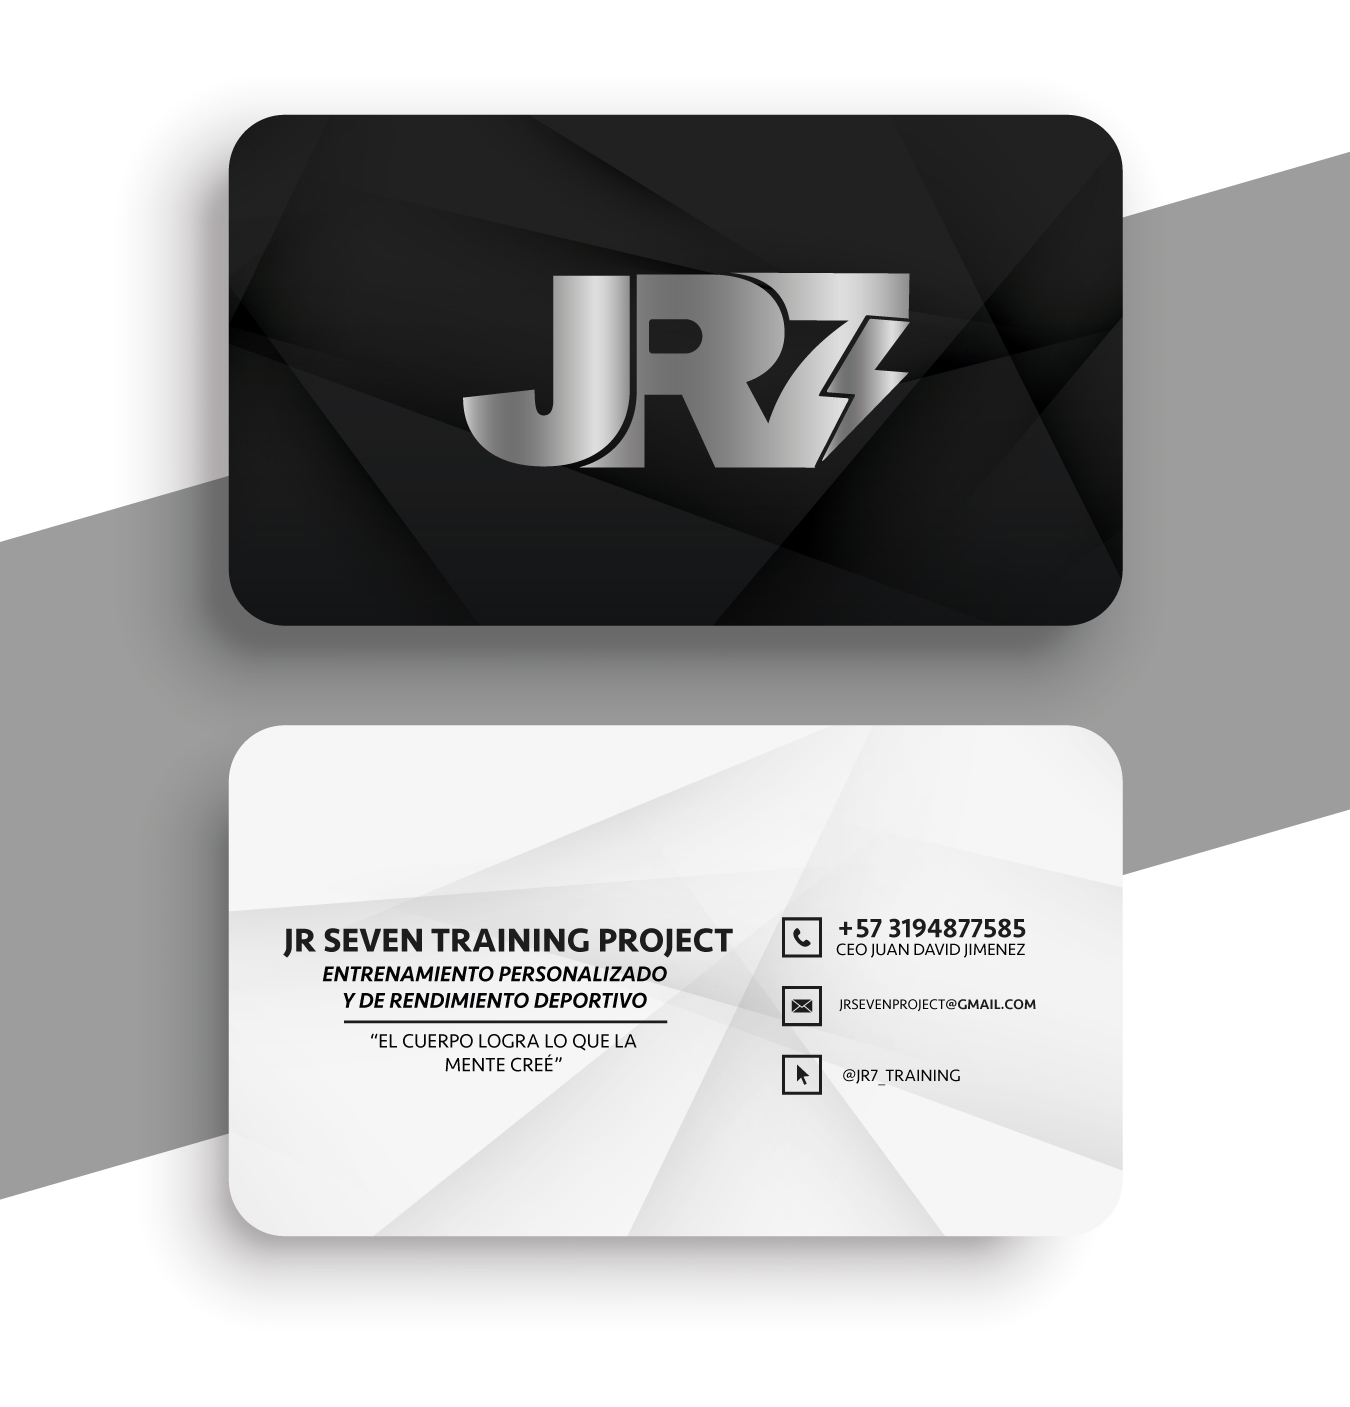 JR7
JR SEVEN TRAINING PROJECT
ENTRENAMIENTO PERSONALIZADO
Y DE RENDIMIENTO DEPORTIVO
“EL CUERPO LOGRA LO QUE LA
MENTE CREÉ”
+57 3194877585
CEO JUAN DAVID JIMENEZ
JRSEVENPROJECT@GMAIL.COM
@JR7_TRAINING